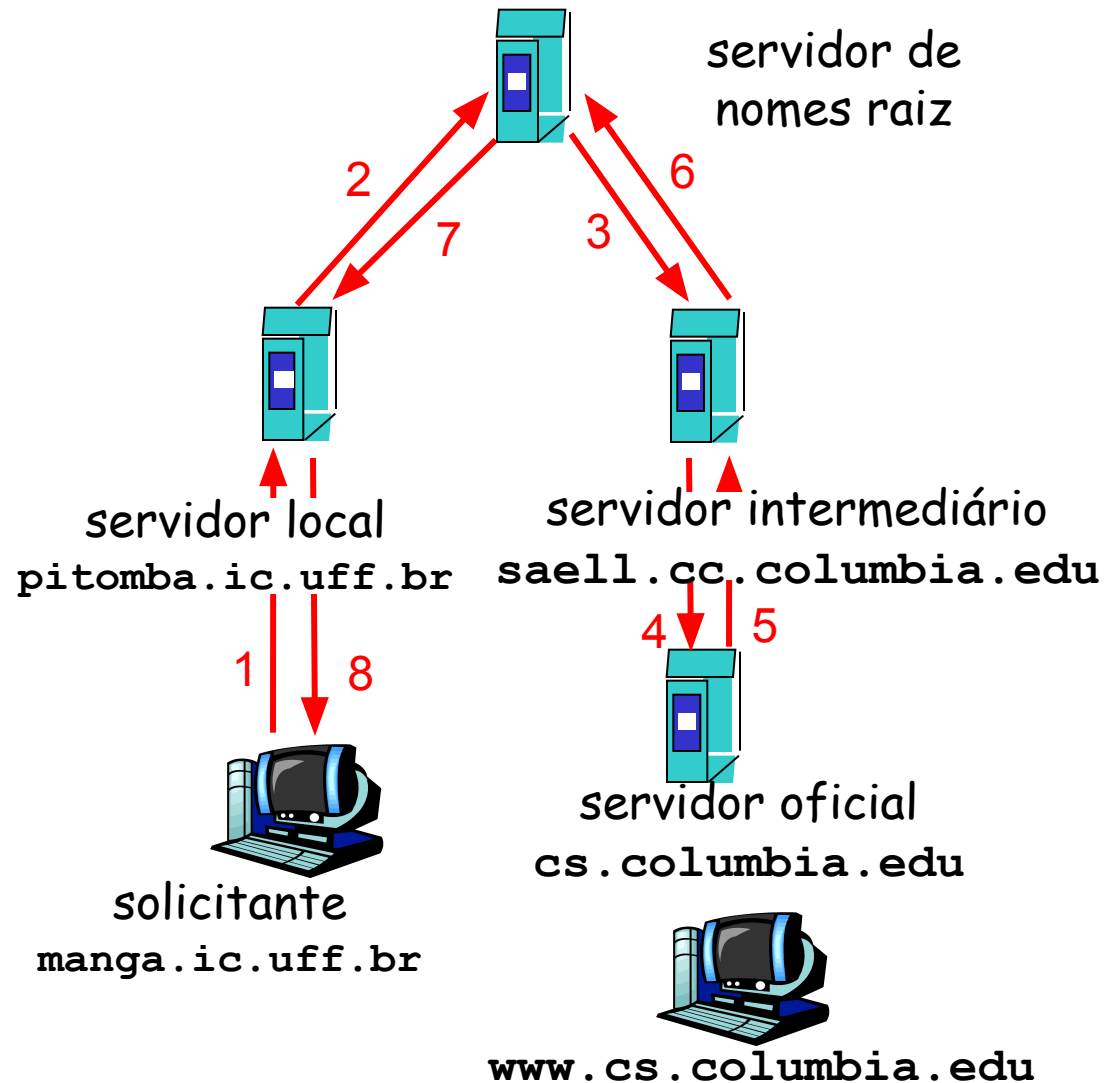 servidor de
nomes raiz
2
7
3
6
servidor local
pitomba.ic.uff.br
servidor intermediário
saell.cc.columbia.edu
1
8
4
5
servidor oficial
cs.columbia.edu
solicitante
manga.ic.uff.br
www.cs.columbia.edu